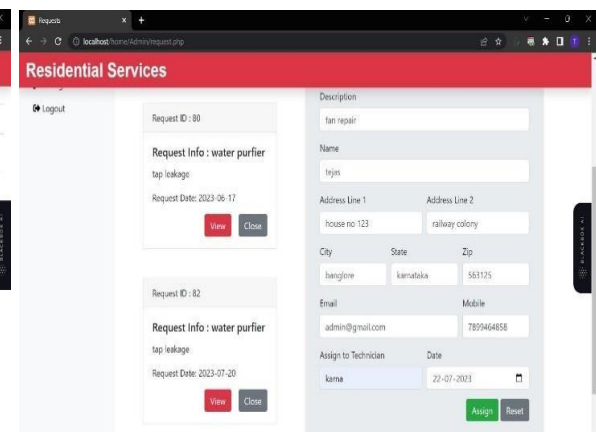 Requests
localhost/home/Admin/request.php
Residential Services
Logout
Request ID : 80
Request Info : water purfier
tap leakage
Request Date: 2023-06-17
View Close
Request ID : 82
Request Info : water purfier
tap leakage
Request Date: 2023-07-20
View Close
Description
fan repair
Name
tejas
Address Line 1 Address Line 2
house no 123 railway colony
City State Zip
banglore karnataka 563125
Email Mobile
admin@gmail.com 7899464858
Assign to Technician Date
karna 22-07-2023
Assign Reset
BLACKBOX AI